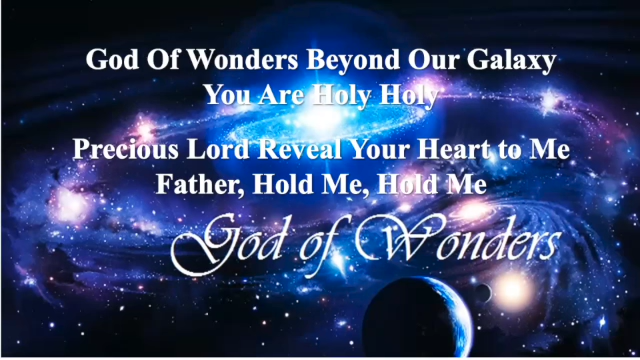 God Of Wonders Beyond Our Galaxy
You Are Holy Holy
Precious Lord Reveal Your Heart to Me
Father, Hold Me, Hold Me
God of Wonders